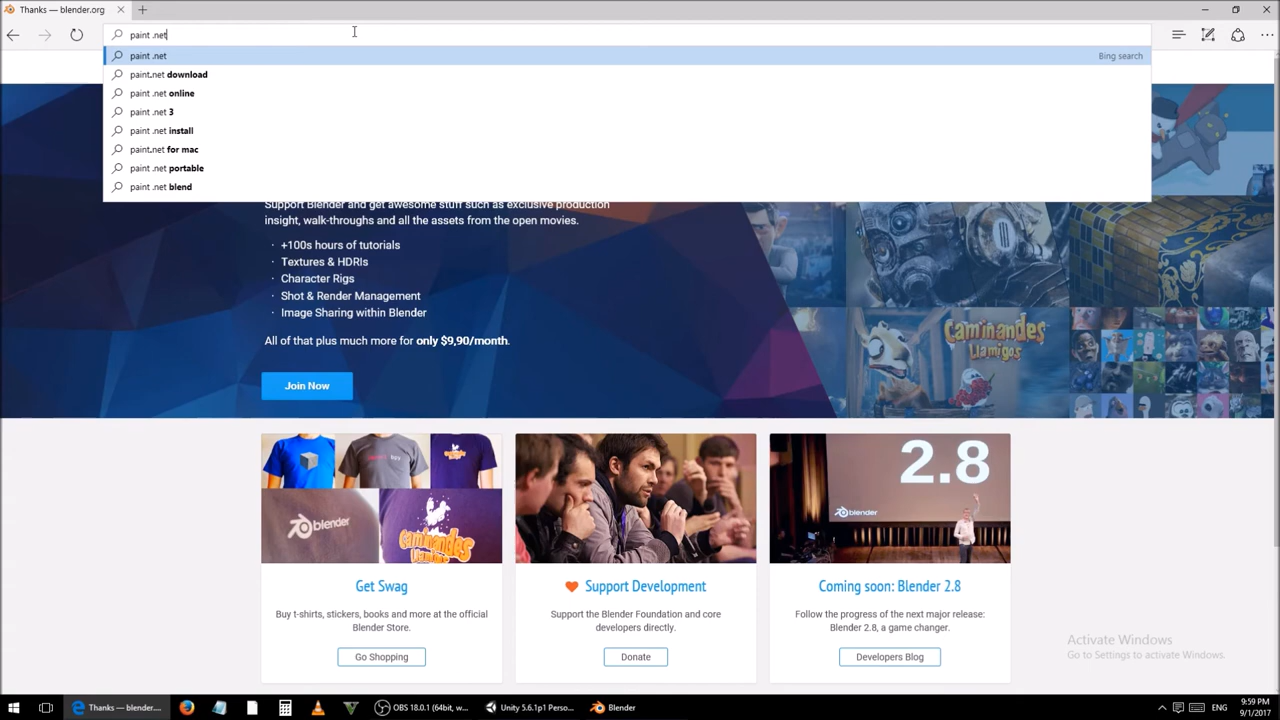 Thanks — blender.org
paint .net
paint .net
Bing search
paint.net download
paint .net online
paint .net 3
paint .net install
paint.net for mac
paint .net portable
paint .net blend
Support Blender and get awesome stuff such as exclusive production
insight, walk-throughs and all the assets from the open movies.
· +100s hours of tutorials
· Textures & HDRIs
· Character Rigs
· Shot & Render Management
· Image Sharing within Blender
All of that plus much more for only $9,90/month.
Join Now
Caminandes
Llamigos
blender
Caminandes
2.8
blender
Get Swag
Support Development
Coming soon: Blender 2.8
Buy t-shirts, stickers, books and more at the official
Blender Store.
Support the Blender Foundation and core
developers directly.
Follow the progress of the next major release:
Blender 2.8, a game changer.
Go Shopping
Donate
Developers Blog
Activate Windows
Go to Settings to activate Windows.
Thanks — blender....
OBS 18.0.1 (64bit, w...
Unity 5.6.1p1 Perso...
Blender
ENG
9:59 PM
9/1/2017